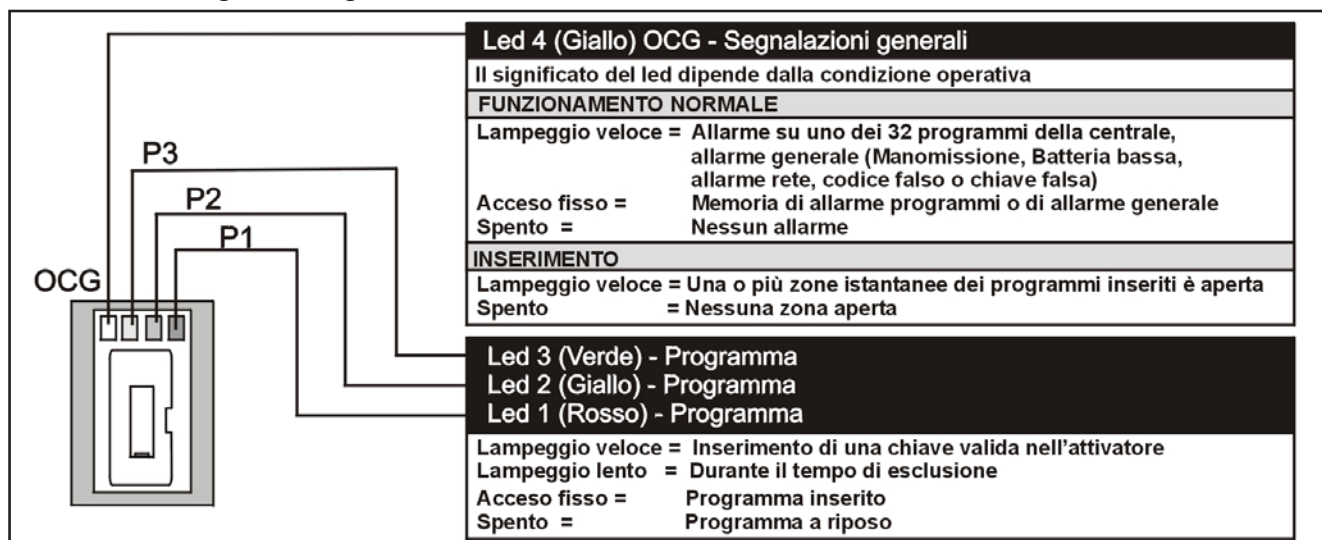 Led 4 (Giallo) OCG - Segnalazioni generali
Il significato del led dipende dalla condizione operativa
FUNZIONAMENTO NORMALE
Lampeggio veloce = Allarme su uno dei 32 programmi della centrale,
allarme generale (Manomissione, Batteria bassa,
allarme rete, codice falso o chiave falsa)
Acceso fisso = Memoria di allarme programmi o di allarme generale
Spento = Nessun allarme
INSERIMENTO
Lampeggio veloce = Una o più zone istantanee dei programmi inseriti è aperta
Spento = Nessuna zona aperta
P3
P2
P1
OCG
Led 3 (Verde) - Programma
Led 2 (Giallo) - Programma
Led 1 (Rosso) - Programma
Lampeggio veloce = Inserimento di una chiave valida nell'attivatore
Lampeggio lento = Durante il tempo di esclusione
Acceso fisso = Programma inserito
Spento = Programma a riposo